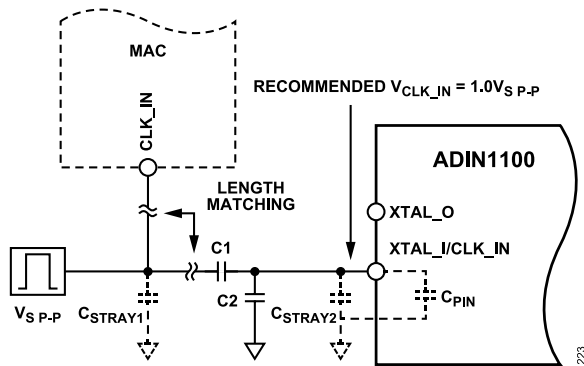 MAC
CLK_IN
RECOMMENDED VCLK_IN = 1.0VS P-P
ADIN1100
LENGTH
MATCHING
XTAL_O
C1
XTAL_I/CLK_IN
C2
VS P-P
CSTRAY1
CSTRAY2
CPIN
223